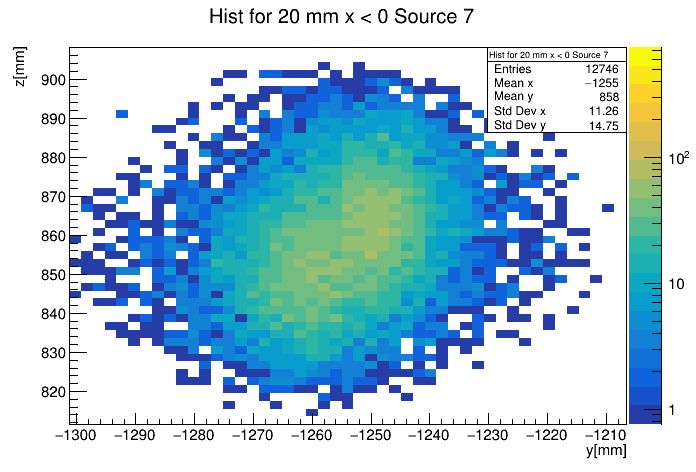 Hist for 20 mm x < 0 Source 7
z[mm]
900
890
880
870
860
850
840
830
820
Hist for 20 mm x < 0 Source 7
Entries 12746
Mean x −1255
Mean y 858
Std Dev x 11.26
Std Dev y 14.75
10²
10
1
−1300 −1290 −1280 −1270 −1260 −1250 −1240 −1230 −1220 −1210
y[mm]